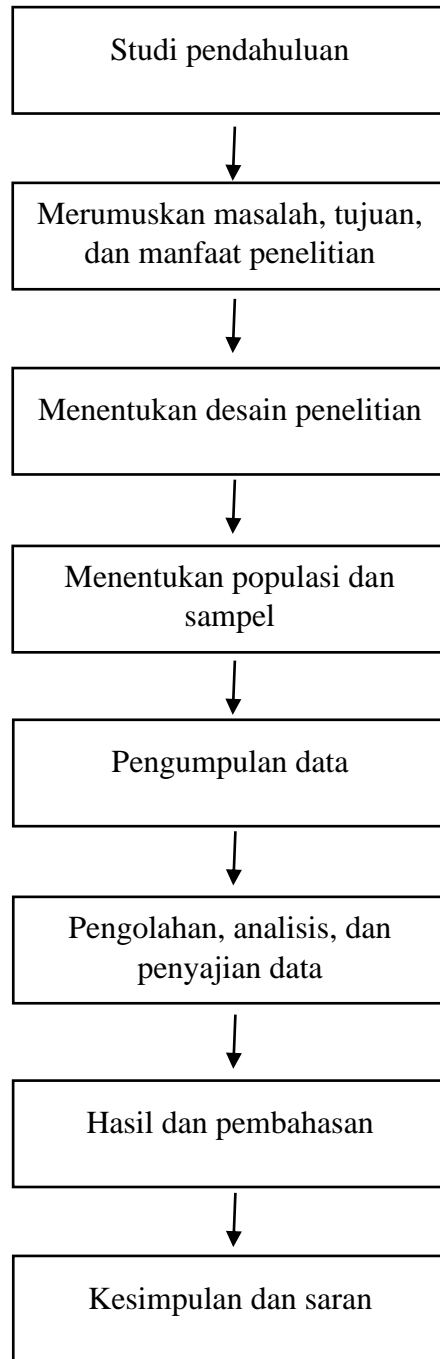 Studi pendahuluan
Merumuskan masalah, tujuan,
dan manfaat penelitian
Menentukan desain penelitian
Menentukan populasi dan
sampel
Pengumpulan data
Pengolahan, analisis, dan
penyajian data
Hasil dan pembahasan
Kesimpulan dan saran